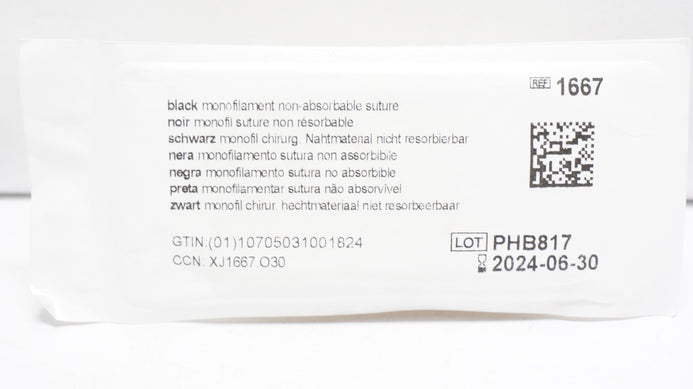 REF 1667
black monofilament non-absorbable suture
noir monofil suture non résorbable
schwarz monofil chirurg. Nahtmaterial nicht resorbierbar
nera monofilamento sutura non assorbibile
negra monofilamento sutura no absorbible
preta monofilamentar sutura não absorvível
zwart monofil chirur. hechtmateriaal niet resorbeerbaar
GTIN:(01)10705031001824
CCN: XJ1667.O30
LOT PHB817
2024-06-30